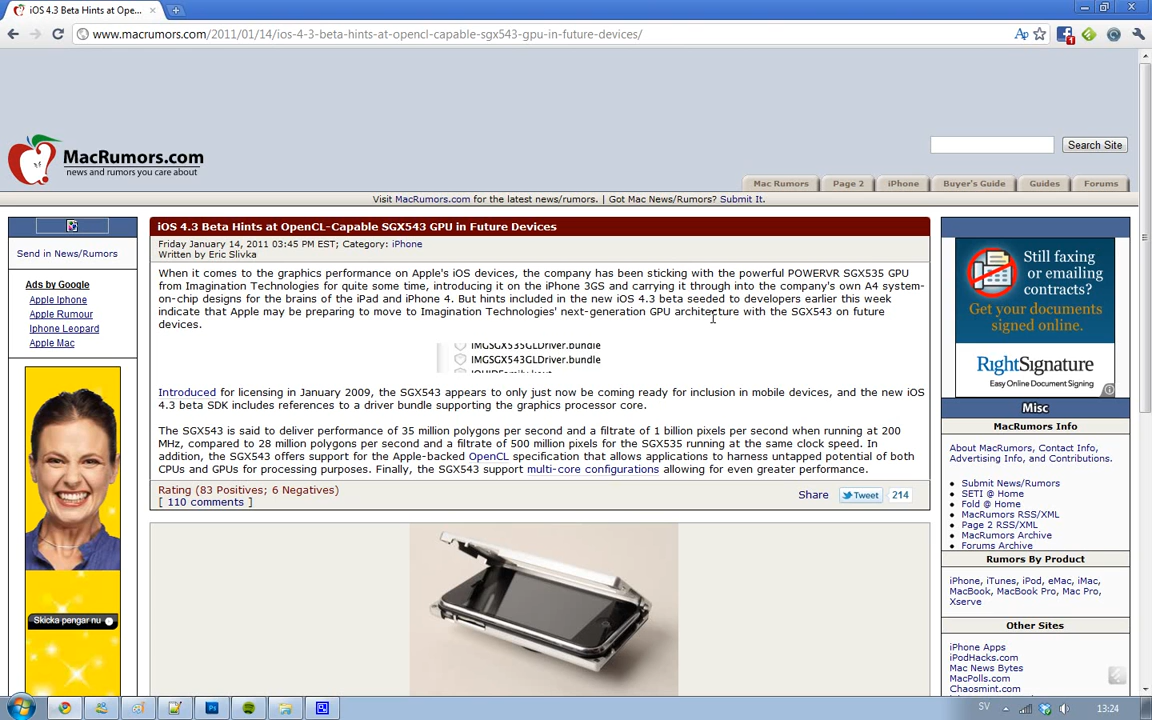 iOS 4.3 Beta Hints at Ope...
www.macrumors.com/2011/01/14/ios-4-3-beta-hints-at-opencl-capable-sgx543-gpu-in-future-devices/
MacRumors.com
news and rumors you care about
Search Site
Mac Rumors
Page 2
iPhone
Buyer's Guide
Guides
Forums
Visit MacRumors.com for the latest news/rumors. | Got Mac News/Rumors? Submit It.
Send in News/Rumors
Ads by Google
Apple Iphone
Apple Rumour
Iphone Leopard
Apple Mac
Skicka pengar nu
iOS 4.3 Beta Hints at OpenCL-Capable SGX543 GPU in Future Devices
Friday January 14, 2011 03:45 PM EST; Category: iPhone
Written by Eric Slivka
When it comes to the graphics performance on Apple's iOS devices, the company has been sticking with the powerful POWERVR SGX535 GPU
from Imagination Technologies for quite some time, introducing it on the iPhone 3GS and carrying it through into the company's own A4 system-
on-chip designs for the brains of the iPad and iPhone 4. But hints included in the new iOS 4.3 beta seeded to developers earlier this week
indicate that Apple may be preparing to move to Imagination Technologies' next-generation GPU architecture with the SGX543 on future
devices.
IMGSGX535GLDriver.bundle
IMGSGX543GLDriver.bundle
Introduced for licensing in January 2009, the SGX543 appears to only just now be coming ready for inclusion in mobile devices, and the new iOS
4.3 beta SDK includes references to a driver bundle supporting the graphics processor core.
The SGX543 is said to deliver performance of 35 million polygons per second and a filtrate of 1 billion pixels per second when running at 200
MHz, compared to 28 million polygons per second and a filtrate of 500 million pixels for the SGX535 running at the same clock speed. In
addition, the SGX543 offers support for the Apple-backed OpenCL specification that allows applications to harness untapped potential of both
CPUs and GPUs for processing purposes. Finally, the SGX543 support multi-core configurations allowing for even greater performance.
Rating (83 Positives; 6 Negatives)
[ 110 comments ]
Share
Tweet
214
Still faxing
or emailing
contracts?
Get your documents
signed online.
RightSignature
Easy Online Document Signing
Misc
MacRumors Info
About MacRumors, Contact Info,
Advertising Info, and Contributions.
Submit News/Rumors
SETI @ Home
Fold @ Home
MacRumors RSS/XML
Page 2 RSS/XML
MacRumors Archive
Forums Archive
Rumors By Product
iPhone, iTunes, iPod, eMac, iMac,
MacBook, MacBook Pro, Mac Pro,
Xserve
Other Sites
iPhone Apps
iPodHacks.com
Mac News Bytes
MacPolls.com
Chaosmint.com
SV
13:24